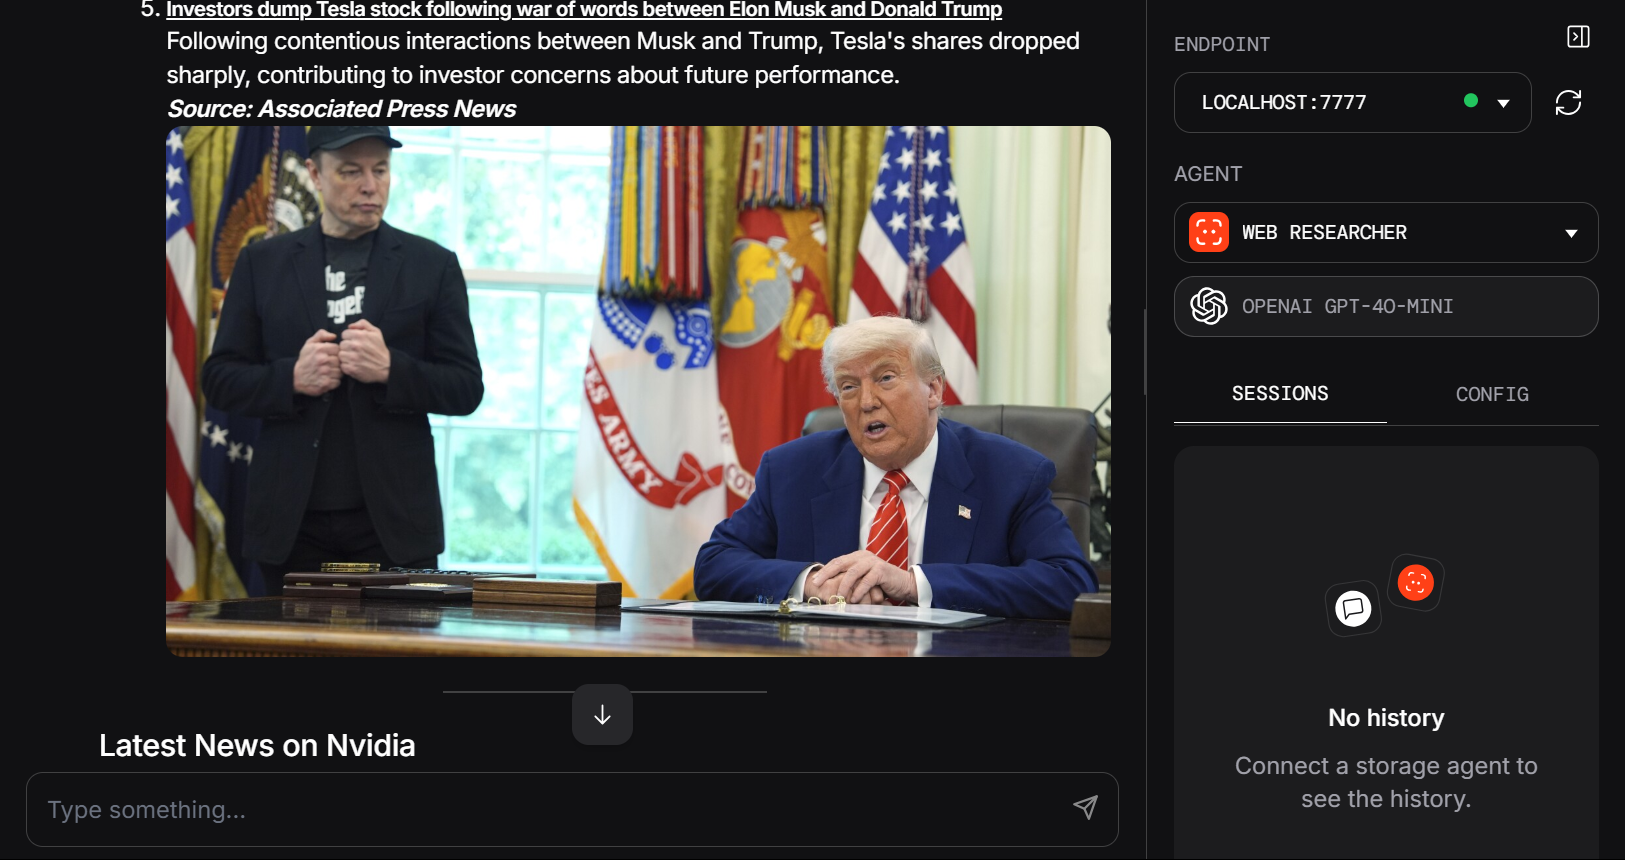 5. Investors dump Tesla stock following war of words between Elon Musk and Donald Trump
Following contentious interactions between Musk and Trump, Tesla's shares dropped
sharply, contributing to investor concerns about future performance.
Source: Associated Press News
ES ARMY
Latest News on Nvidia
Type something...
ENDPOINT
LOCALHOST:7777
AGENT
WEB RESEARCHER
OPENAI GPT-4O-MINI
SESSIONS
CONFIG
No history
Connect a storage agent to
see the history.